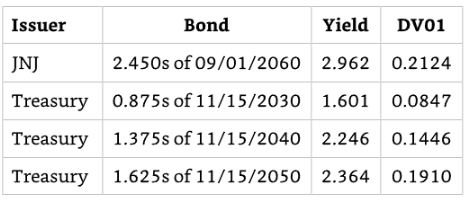 Issuer Bond Yield DV01
JNJ 2.450s of 09/01/2060 2.962 0.2124
Treasury 0.875s of 11/15/2030 1.601 0.0847
Treasury 1.375s of 11/15/2040 2.246 0.1446
Treasury 1.625s of 11/15/2050 2.364 0.1910